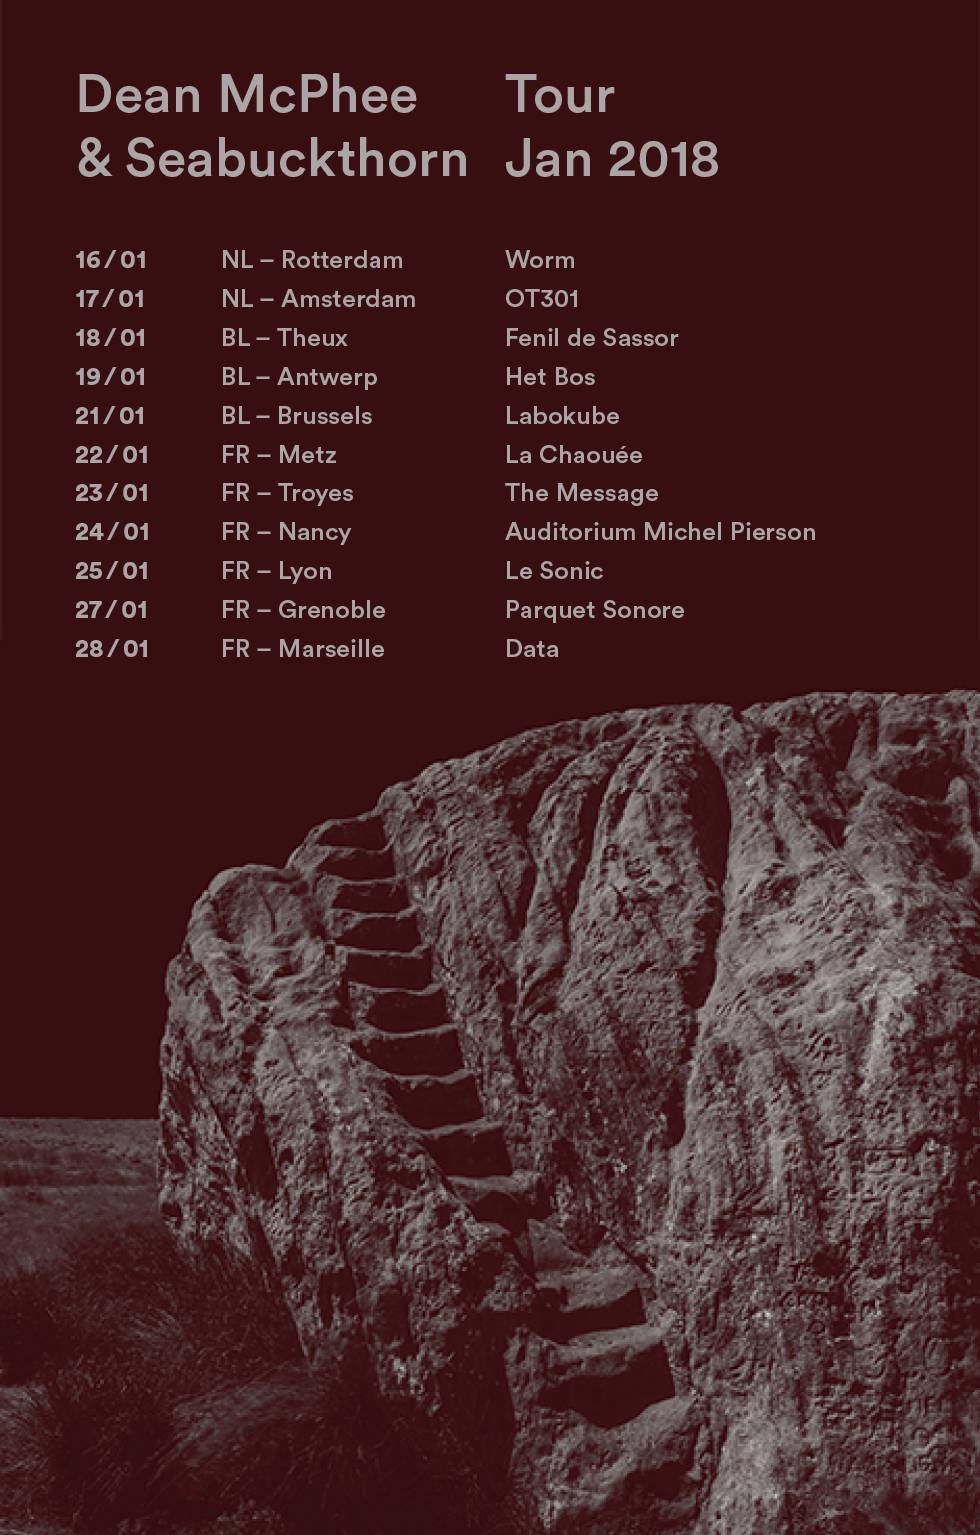 Dean McPhee
& Seabuckthorn
Tour
Jan 2018
16/01 NL – Rotterdam Worm
17/01 NL – Amsterdam OT301
18/01 BL – Theux Fenil de Sassor
19/01 BL – Antwerp Het Bos
21/01 BL – Brussels Labokube
22/01 FR – Metz La Chaouée
23/01 FR – Troyes The Message
24/01 FR – Nancy Auditorium Michel Pierson
25/01 FR – Lyon Le Sonic
27/01 FR – Grenoble Parquet Sonore
28/01 FR – Marseille Data